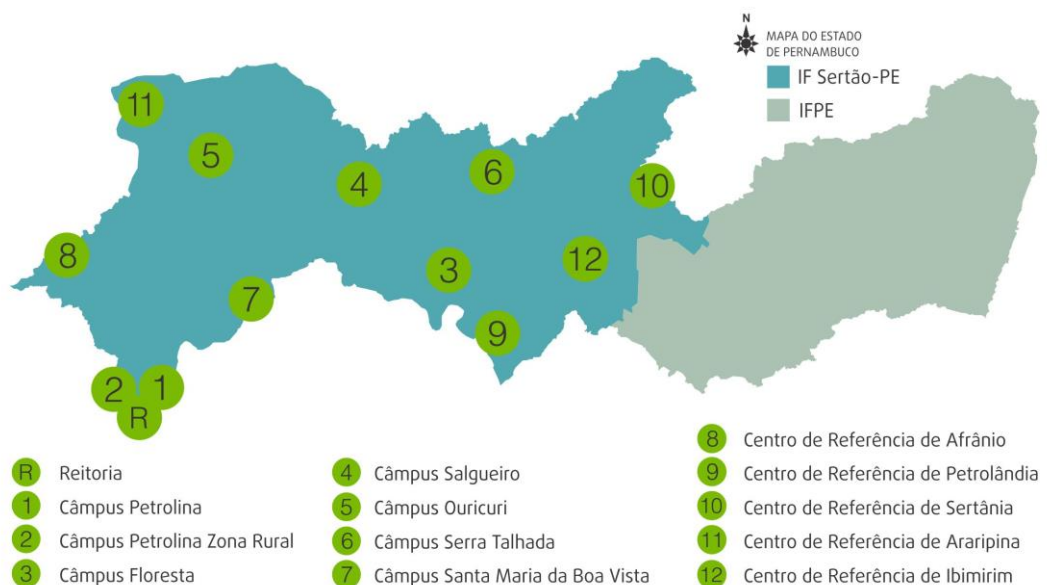 N
MAPA DO ESTADO
DE PERNAMBUCO
IF Sertão-PE
IFPE
11
5
4
6
10
8
3
12
7
9
2
1
R
R Reitoria
1 Câmpus Petrolina
2 Câmpus Petrolina Zona Rural
3 Câmpus Floresta
4 Câmpus Salgueiro
5 Câmpus Ouricuri
6 Câmpus Serra Talhada
7 Câmpus Santa Maria da Boa Vista
8 Centro de Referência de Afrânio
9 Centro de Referência de Petrolândia
10 Centro de Referência de Sertânia
11 Centro de Referência de Araripina
12 Centro de Referência de Ibimirim